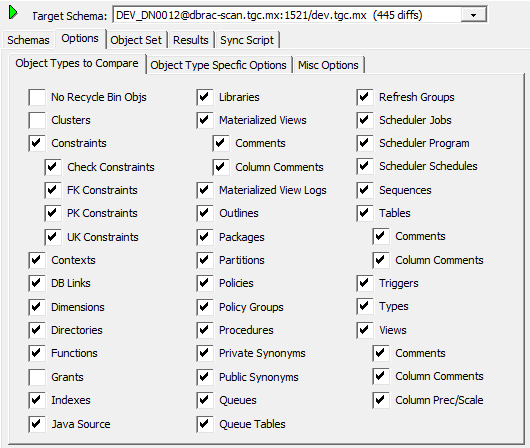 Target Schema: DEV_DN0012@dbrac-scan.tgc.mx:1521/dev.tgc.mx (445 diffs)
Schemas Options Object Set Results Sync Script
Object Types to Compare Object Type Specfic Options Misc Options
No Recycle Bin Objs
Clusters
Constraints
Check Constraints
FK Constraints
PK Constraints
UK Constraints
Contexts
DB Links
Dimensions
Directories
Functions
Grants
Indexes
Java Source
Libraries
Materialized Views
Comments
Column Comments
Materialized View Logs
Outlines
Packages
Partitions
Policies
Policy Groups
Procedures
Private Synonyms
Public Synonyms
Queues
Queue Tables
Refresh Groups
Scheduler Jobs
Scheduler Program
Scheduler Schedules
Sequences
Tables
Comments
Column Comments
Triggers
Types
Views
Comments
Column Comments
Column Prec/Scale